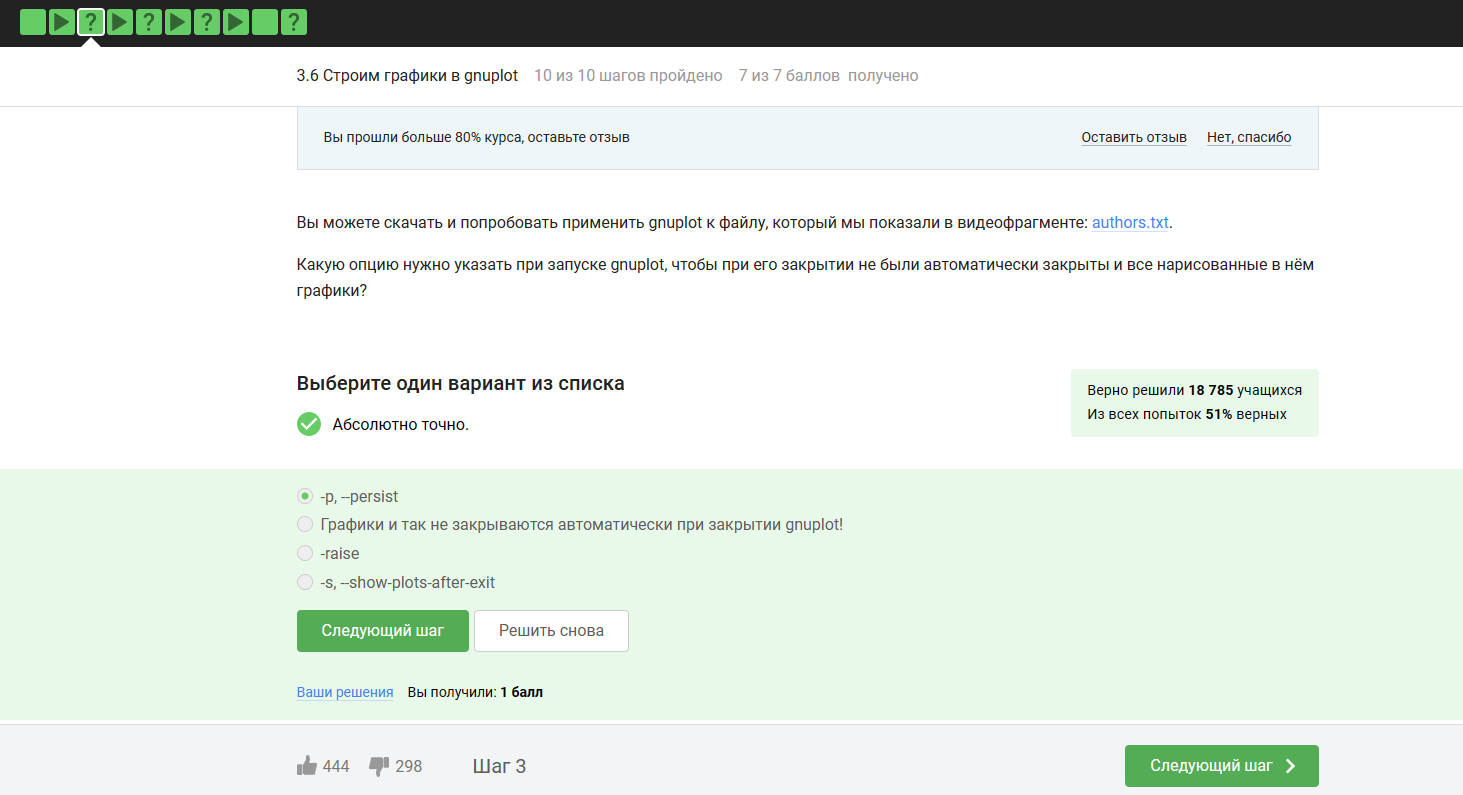 ? ? ? ?
3.6 Строим графики в gnuplot 10 из 10 шагов пройдено 7 из 7 баллов получено
Вы прошли больше 80% курса, оставьте отзыв Оставить отзыв Нет, спасибо
Вы можете скачать и попробовать применить gnuplot к файлу, который мы показали в видеофрагменте: authors.txt.
Какую опцию нужно указать при запуске gnuplot, чтобы при его закрытии не были автоматически закрыты и все нарисованные в нём
графики?
Выберите один вариант из списка
Верно решили 18 785 учащихся
Из всех попыток 51% верных
Абсолютно точно.
-p, --persist
Графики и так не закрываются автоматически при закрытии gnuplot!
-raise
-s, --show-plots-after-exit
Следующий шаг Решить снова
Ваши решения Вы получили: 1 балл
444 298 Шаг 3 Следующий шаг